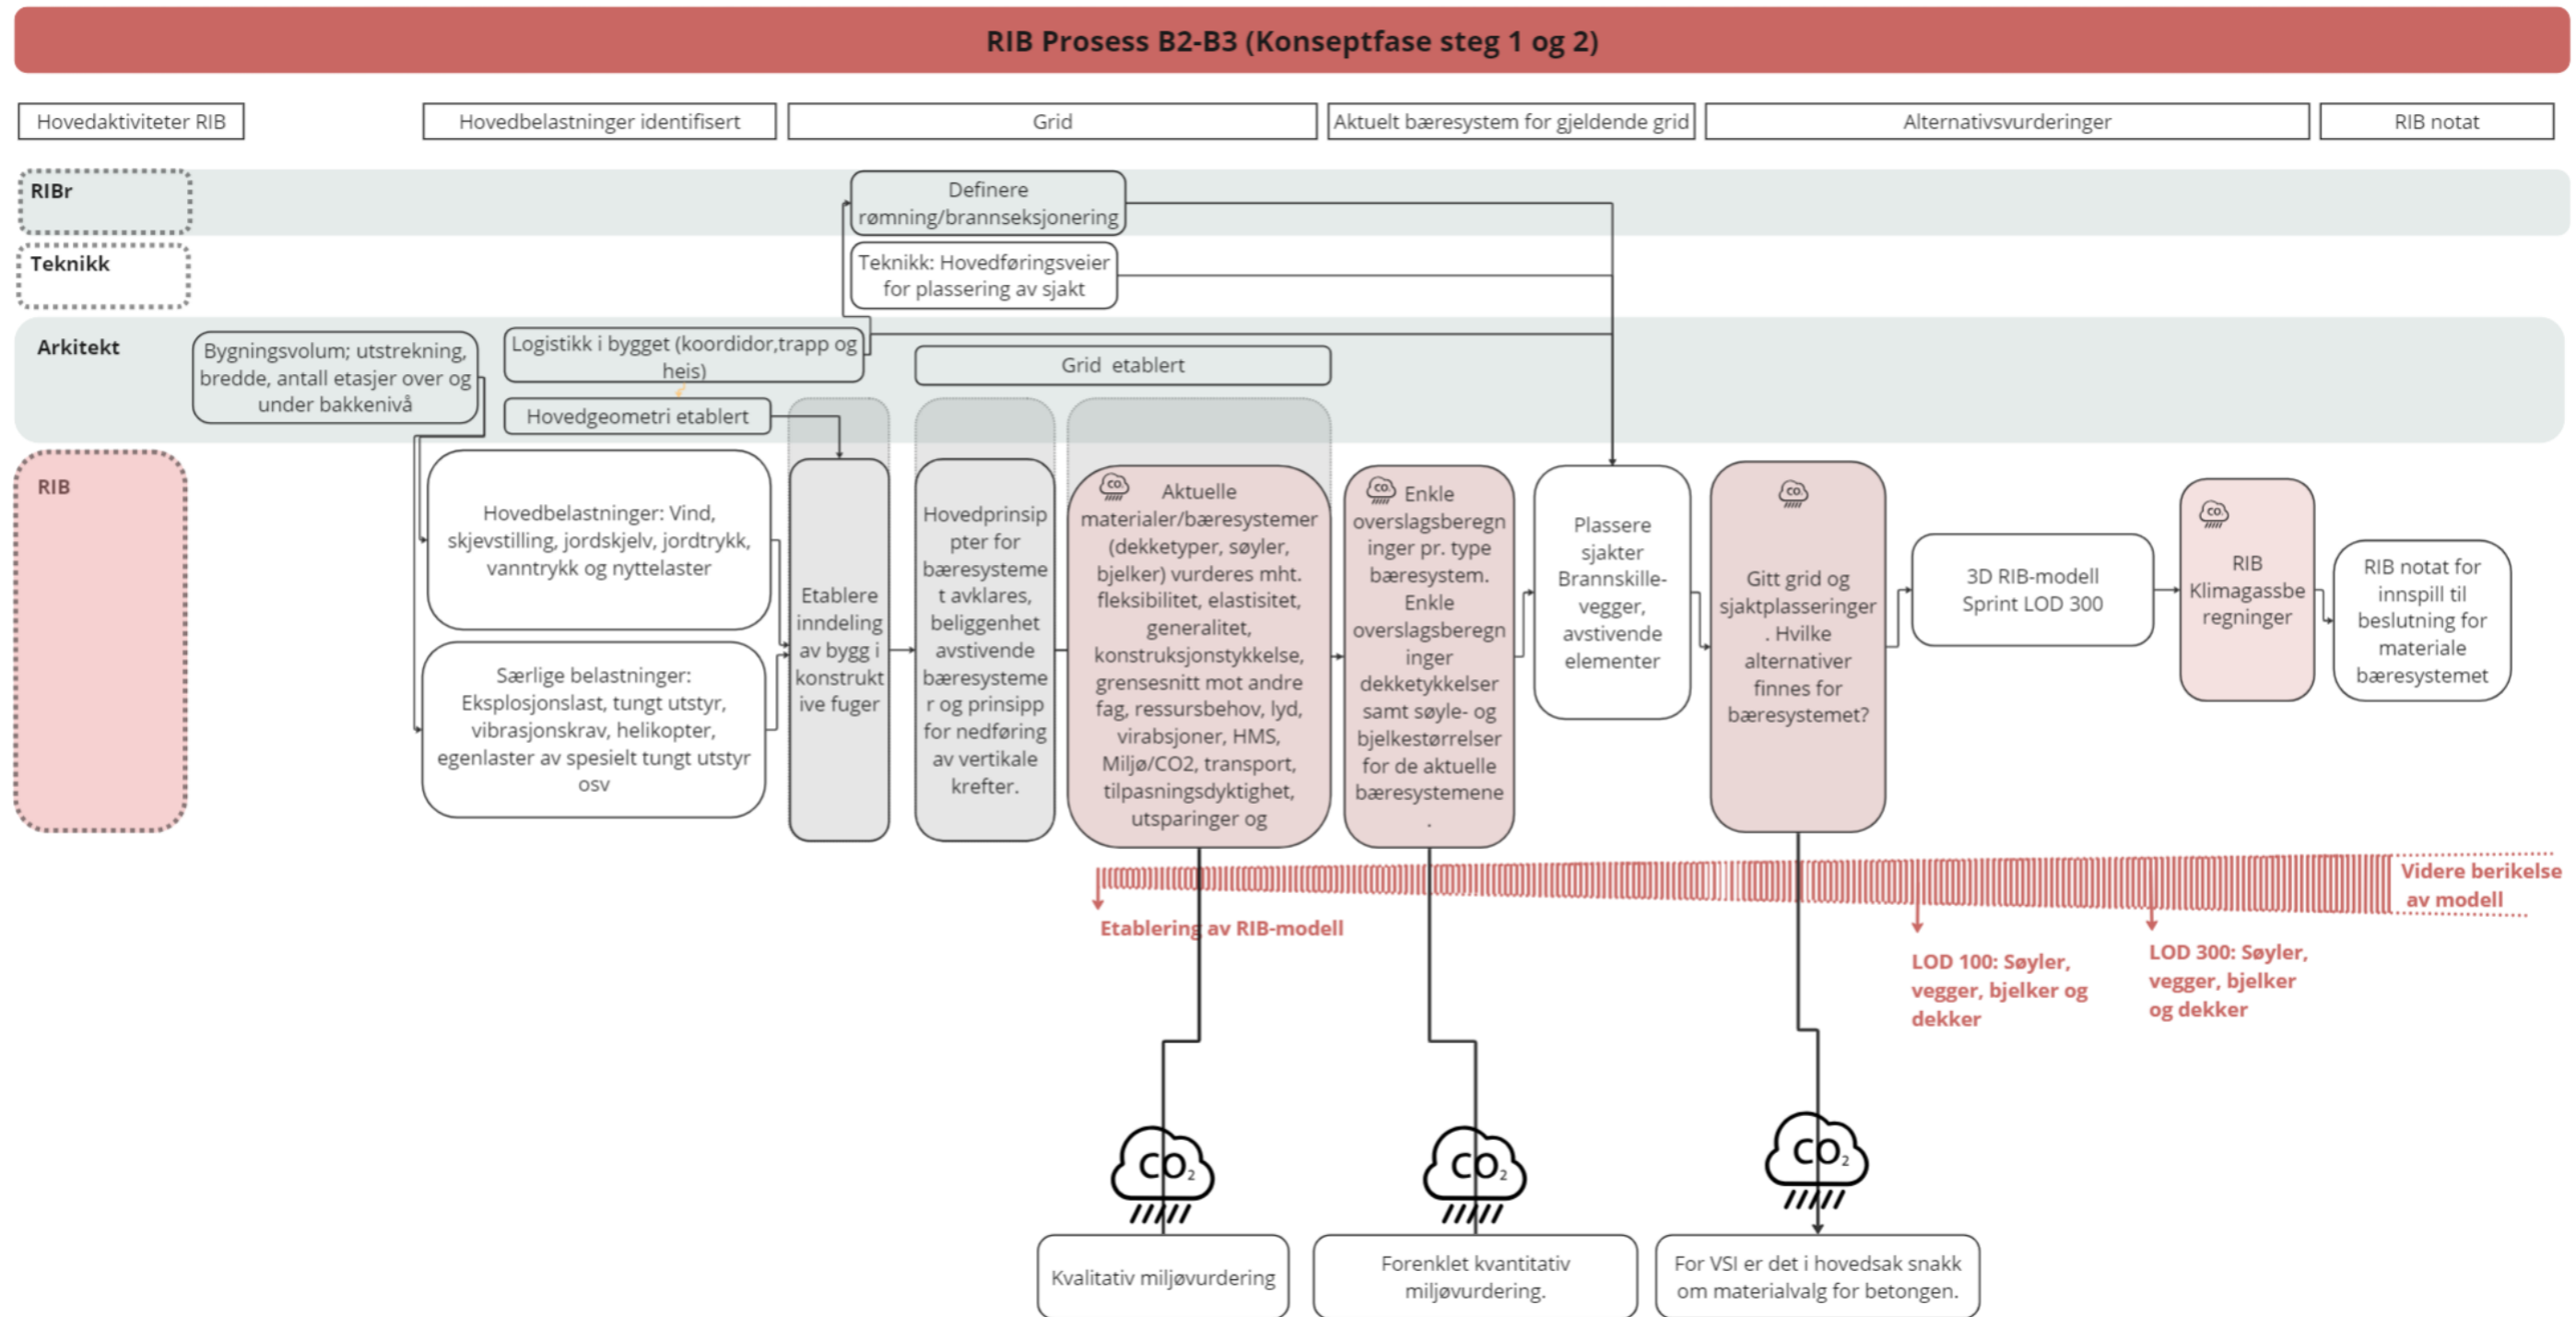 RIB Prosess B2-B3 (Konseptfase steg 1 og 2)
Hovedaktiviteter RIB
Hovedbelastninger identifisert
Grid
Aktuelt bæresystem for gjeldende grid
Alternativsvurderinger
RIB notat
RIBr
Definere
rømning/brannseksjonering
Teknikk
Teknikk: Hovedføringsveier
for plassering av sjakt
Arkitekt
Bygningsvolum; utstrekning,
bredde, antall etasjer over og
under bakkenivå
Logistikk i bygget (koordidor,trapp og
heis)
Hovedgeometri etablert
Grid etablert
RIB
Hovedbelastninger: Vind,
skjevstilling, jordskjelv, jordtrykk,
vanntrykk og nyttelaster
Særlige belastninger:
Eksplosjonslast, tungt utstyr,
vibrasjonskrav, helikopter,
egenlaster av spesielt tungt utstyr
osv
Etablere
inndeling
av bygg i
konstrukt
ive fuger
Hovedprinsip
pter for
bæresysteme
t avklares,
beliggenhet
avstivende
bæresysteme
r og prinsipp
for nedføring
av vertikale
krefter.
CO2
Aktuelle
materialer/bæresystemer
(dekketyper, søyler,
bjelker) vurderes mht.
fleksibilitet, elastisitet,
generalitet,
konstruksjonstykkelse,
grensesnitt mot andre
fag, ressursbehov, lyd,
virabsjoner, HMS,
Miljø/CO2, transport,
tilpasningsdyktighet,
utsparinger og
CO2
Enkle
overslagsberegn
inger pr. type
bæresystem.
Enkle
overslagsberegn
inger
dekketykkelser
samt søyle- og
bjelkestørrelser
for de aktuelle
bæresystemene
.
Plassere
sjakter
Brannskille-
vegger,
avstivende
elementer
CO2
Gitt grid og
sjaktplasseringer
. Hvilke
alternativer
finnes for
bæresystemet?
3D RIB-modell
Sprint LOD 300
CO2
RIB
Klimagassbe
regninger
RIB notat for
innspill til
beslutning for
materiale
bæresystemet
Videre berikelse
av modell
Etablering av RIB-modell
LOD 100: Søyler,
vegger, bjelker og
dekker
LOD 300: Søyler,
vegger, bjelker
og dekker
CO2
CO2
CO2
Kvalitativ miljøvurdering
Forenklet kvantitativ
miljøvurdering.
For VSI er det i hovedsak snakk
om materialvalg for betongen.